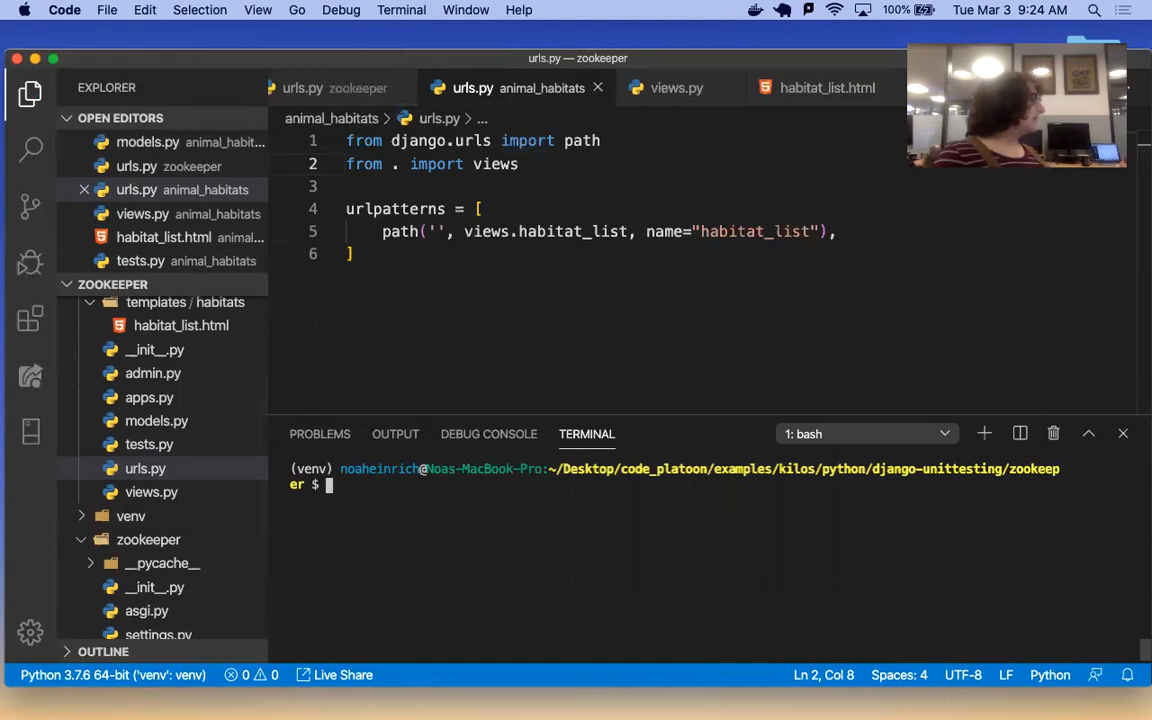 Code File Edit Selection View Go Debug Terminal Window Help 100% Tue Mar 3 9:24 AM
urls.py — zookeeper
EXPLORER
urls.py zookeeper urls.py animal_habitats views.py habitat_list.html
OPEN EDITORS
animal_habitats > urls.py > ...
models.py animal_habit...
urls.py zookeeper
urls.py animal_habitats
views.py animal_habitats
habitat_list.html animal_...
tests.py animal_habitats
ZOOKEEPER
templates / habitats
habitat_list.html
__init__.py
admin.py
apps.py
models.py
tests.py
urls.py
views.py
venv
zookeeper
__pycache__
__init__.py
asgi.py
settings.py
OUTLINE
1 from django.urls import path
2 from . import views
3
4 urlpatterns = [
5 path('', views.habitat_list, name="habitat_list"),
6 ]
PROBLEMS OUTPUT DEBUG CONSOLE TERMINAL 1: bash
(venv) noaheinrich@Noas-MacBook-Pro:~/Desktop/code_platoon/examples/kilos/python/django-unittesting/zookeep
er $
Python 3.7.6 64-bit ('venv': venv) 0 0 Live Share Ln 2, Col 8 Spaces: 4 UTF-8 LF Python